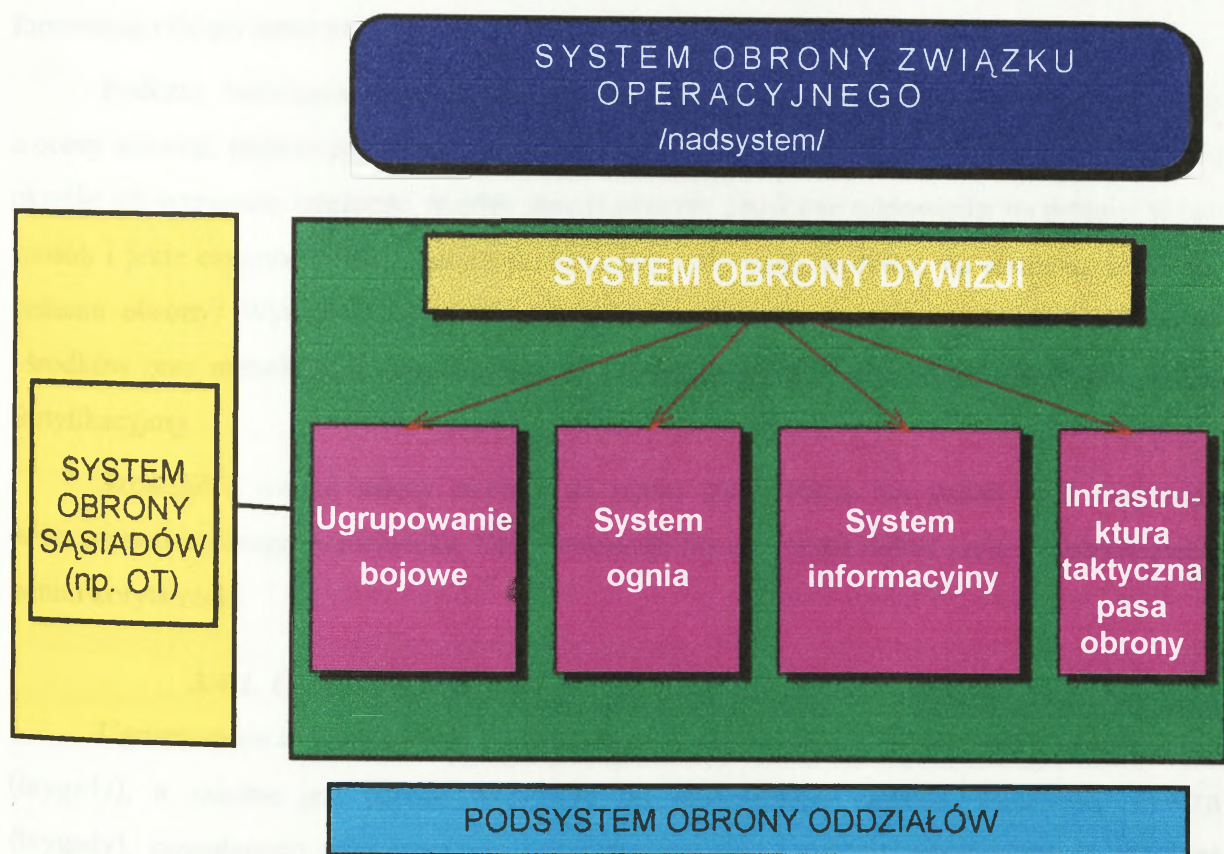 SYSTEM OBRONY ZWIĄZKU
OPERACYJNEGO
/nadsystem/
SYSTEM OBRONY DYWIZJI
SYSTEM
OBRONY
SĄSIADÓW
(np. OT)
Ugrupowanie
bojowe
System
ognia
System
informacyjny
Infrastru-
ktura
taktyczna
pasa
obrony
PODSYSTEM OBRONY ODDZIAŁÓW